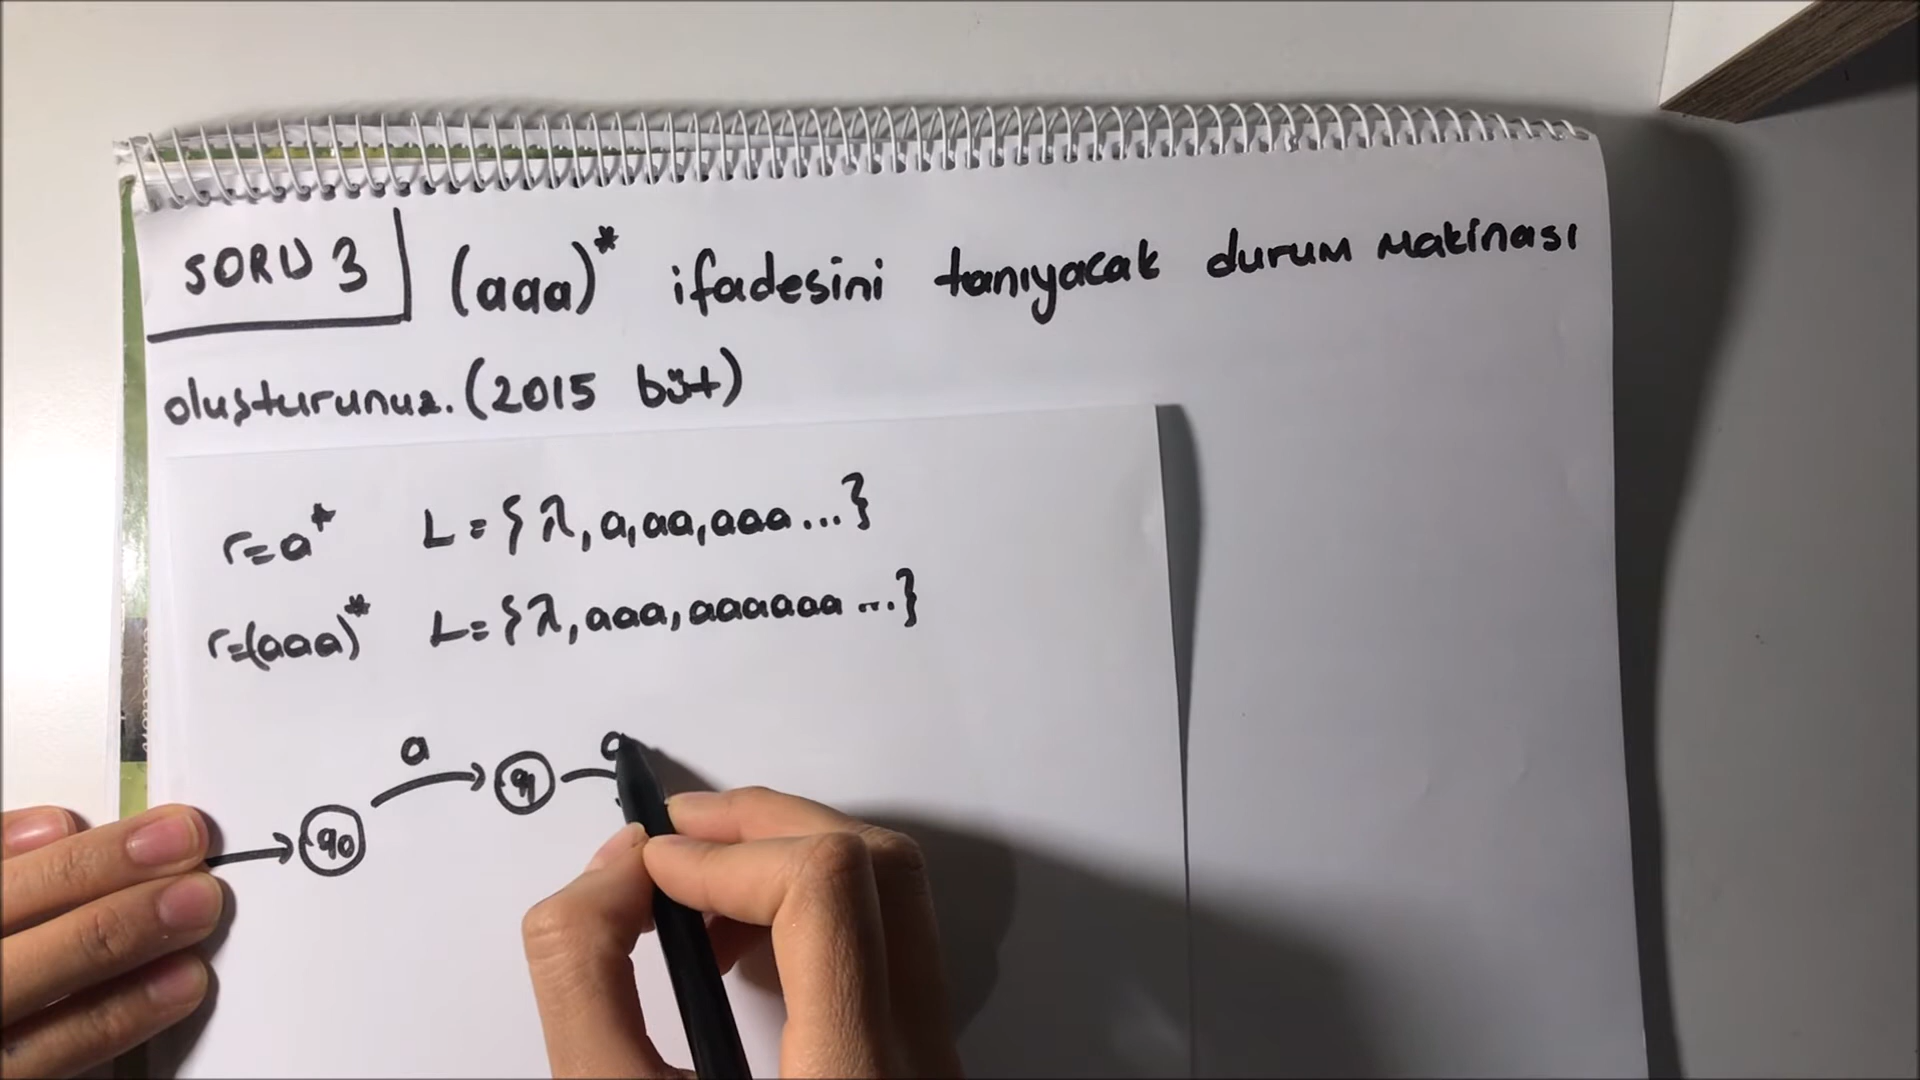 SORU 3 (aaa)* ifadesini tanıyacak durum makinası
oluşturunuz. (2015 büt)
r=a* L={λ, a, aa, aaa...}
r=(aaa)* L={λ, aaa, aaaaaa ...}
a a
q0 q1